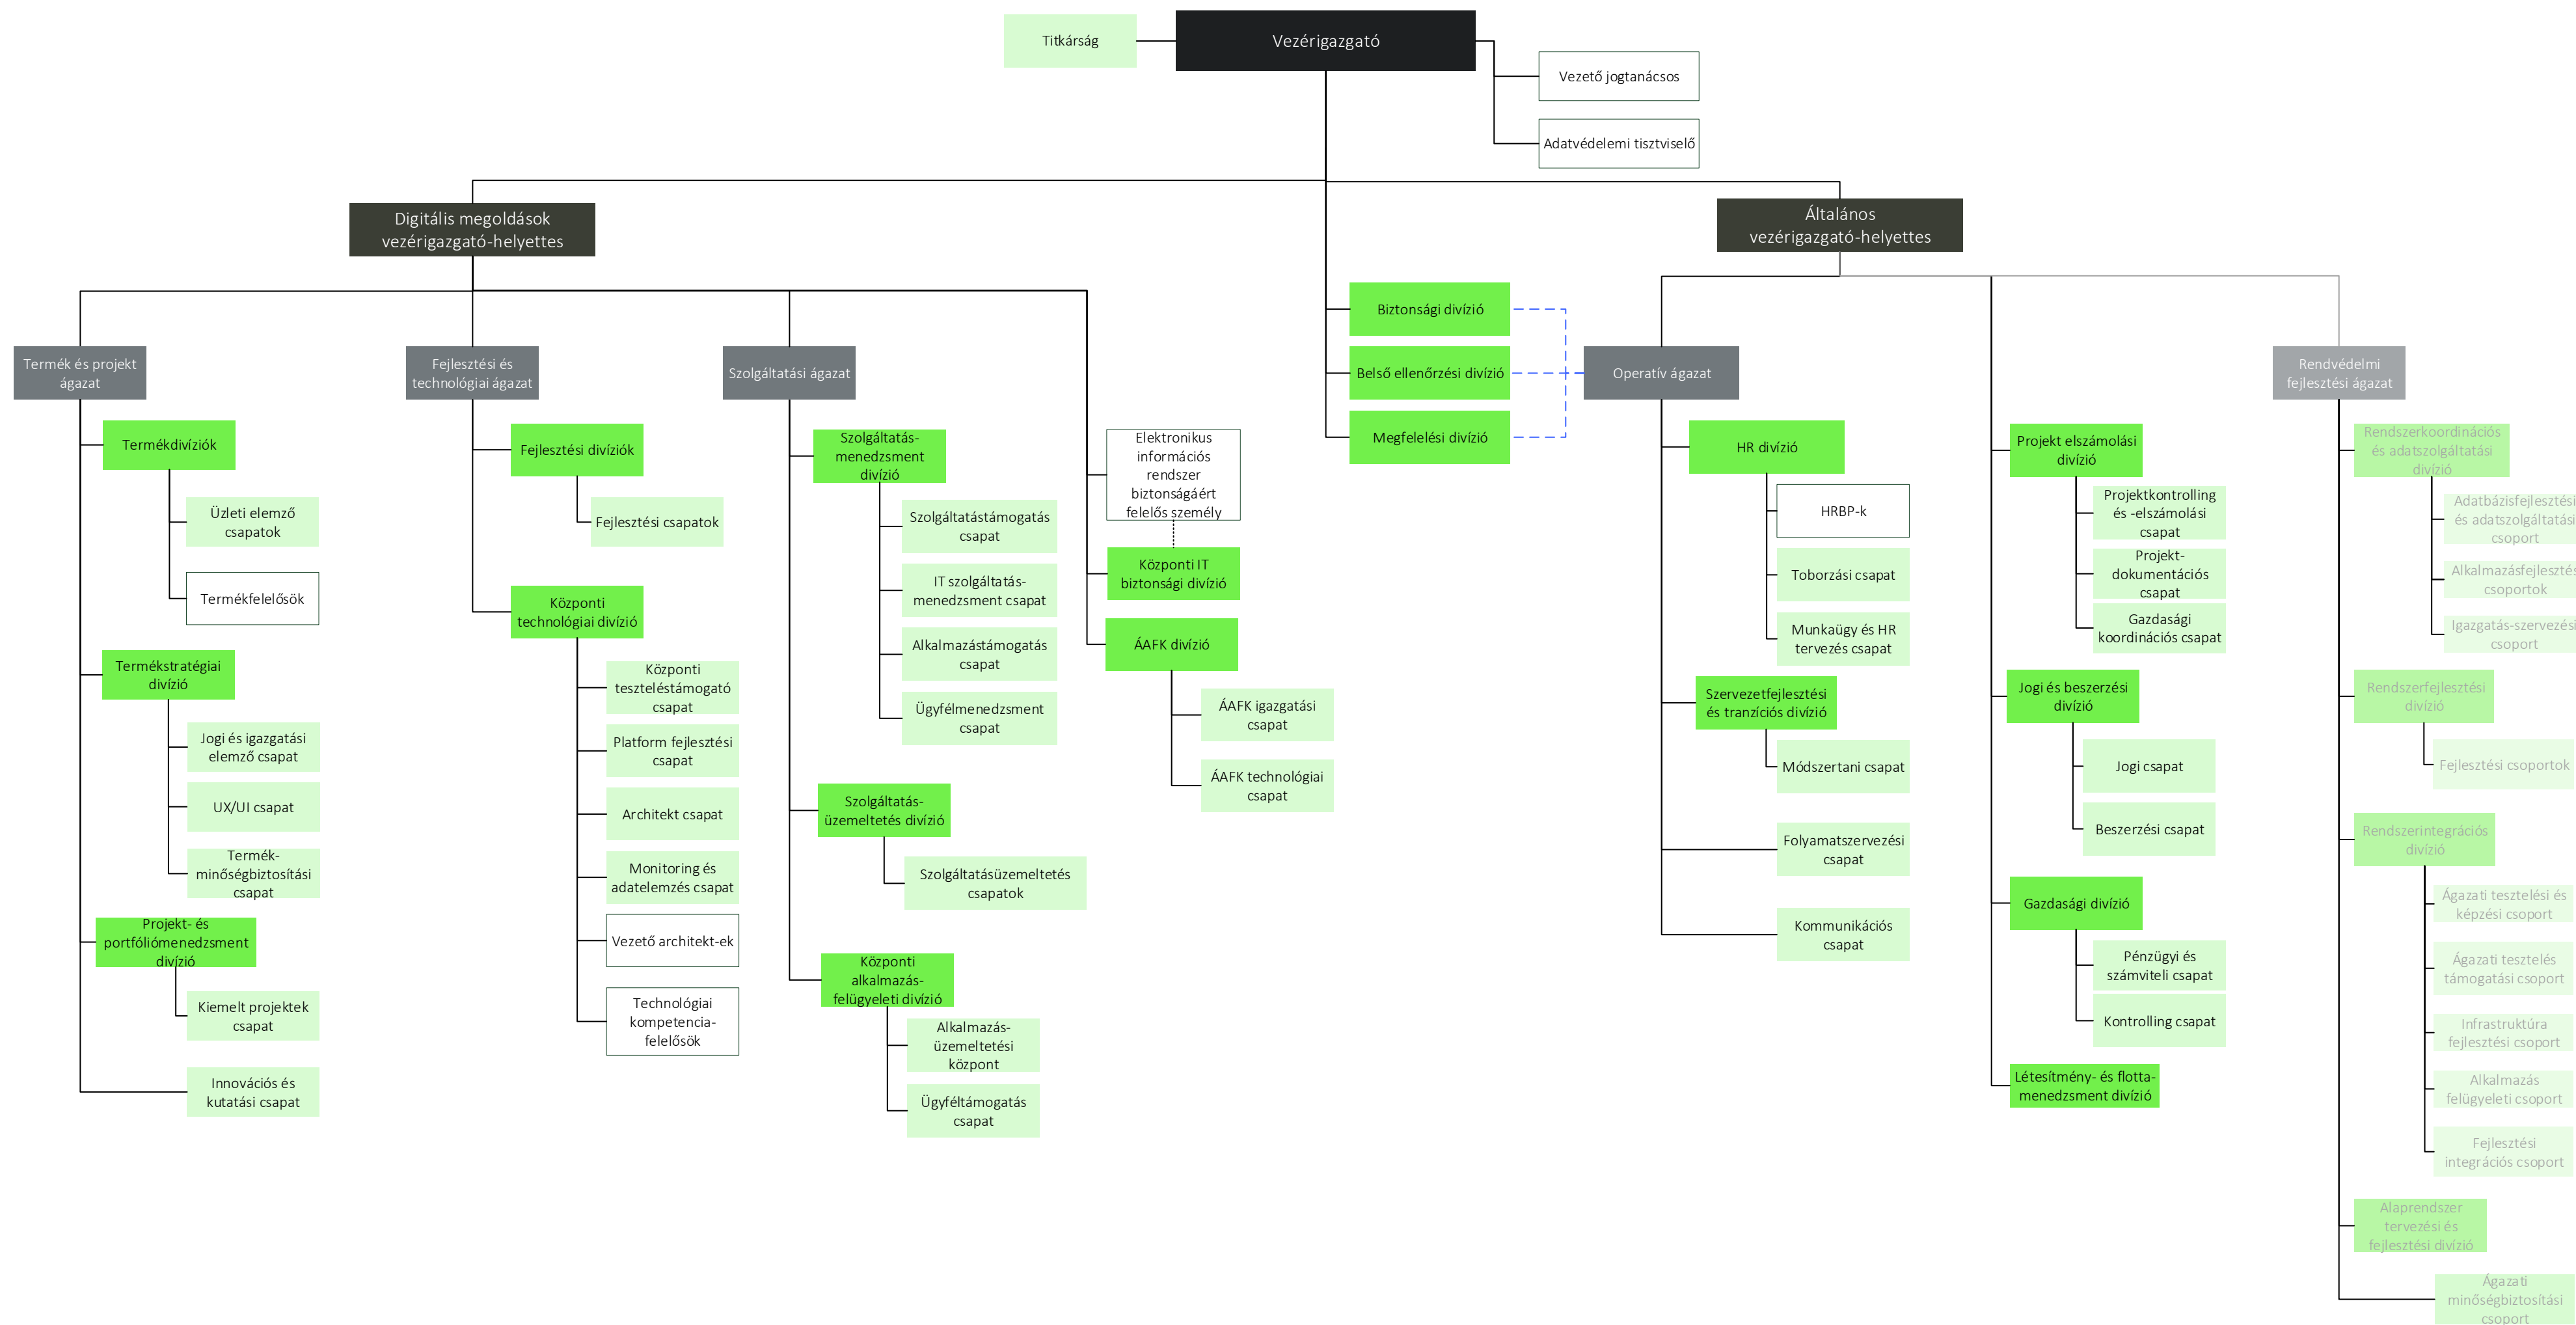 Titkárság
Vezérigazgató
Vezető jogtanácsos
Adatvédelemi tisztviselő
Digitális megoldások
vezérigazgató-helyettes
Általános
vezérigazgató-helyettes
Termék és projekt
ágazat
Termékdivíziók
Üzleti elemző
csapatok
Termékfelelősök
Termékstratégiai
divízió
Jogi és igazgatási
elemző csapat
UX/UI csapat
Termék-
minőségbiztosítási
csapat
Projekt- és
portfóliómenedzsment
divízió
Kiemelt projektek
csapat
Innovációs és
kutatási csapat
Fejlesztési és
technológiai ágazat
Fejlesztési divíziók
Fejlesztési csapatok
Központi
technológiai divízió
Központi
teszteléstámogató
csapat
Platform fejlesztési
csapat
Architekt csapat
Monitoring és
adatelemzés csapat
Vezető architekt-ek
Technológiai
kompetencia-
felelősök
Szolgáltatási ágazat
Szolgáltatás-
menedzsment
divízió
Szolgáltatástámogatás
csapat
IT szolgáltatás-
menedzsment csapat
Alkalmazástámogatás
csapat
Ügyfélmenedzsment
csapat
Szolgáltatás-
üzemeltetés divízió
Szolgáltatásüzemeltetés
csapatok
Központi
alkalmazás-
felügyeleti divízió
Alkalmazás-
üzemeltetési
központ
Ügyféltámogatás
csapat
Elektronikus
információs
rendszer
biztonságáért
felelős személy
Központi IT
biztonsági divízió
ÁAFK divízió
ÁAFK igazgatási
csapat
ÁAFK technológiai
csapat
Biztonsági divízió
Belső ellenőrzési divízió
Megfelelési divízió
Operatív ágazat
HR divízió
HRBP-k
Toborzási csapat
Munkaügy és HR
tervezés csapat
Szervezetfejlesztési
és tranzíciós divízió
Módszertani csapat
Folyamatszervezési
csapat
Kommunikációs
csapat
Projekt elszámolási
divízió
Projektkontrolling
és -elszámolási
csapat
Projekt-
dokumentációs
csapat
Gazdasági
koordinációs csapat
Jogi és beszerzési
divízió
Jogi csapat
Beszerzési csapat
Gazdasági divízió
Pénzügyi és
számviteli csapat
Kontrolling csapat
Létesítmény- és flotta-
menedzsment divízió
Rendvédelmi
fejlesztési ágazat
Rendszerkoordinációs
és adatszolgáltatási
divízió
Adatbázisfejlesztési
és adatszolgáltatási
csoport
Alkalmazásfejlesztés
csoportok
Igazgatás-szervezési
csoport
Rendszerfejlesztési
divízió
Fejlesztési csoportok
Rendszerintegrációs
divízió
Ágazati tesztelési és
képzési csoport
Ágazati tesztelés
támogatási csoport
Infrastruktúra
fejlesztési csoport
Alkalmazás
felügyeleti csoport
Fejlesztési
integrációs csoport
Alaprendszer
tervezési és
fejlesztési divízió
Ágazati
minőségbiztosítási
csoport